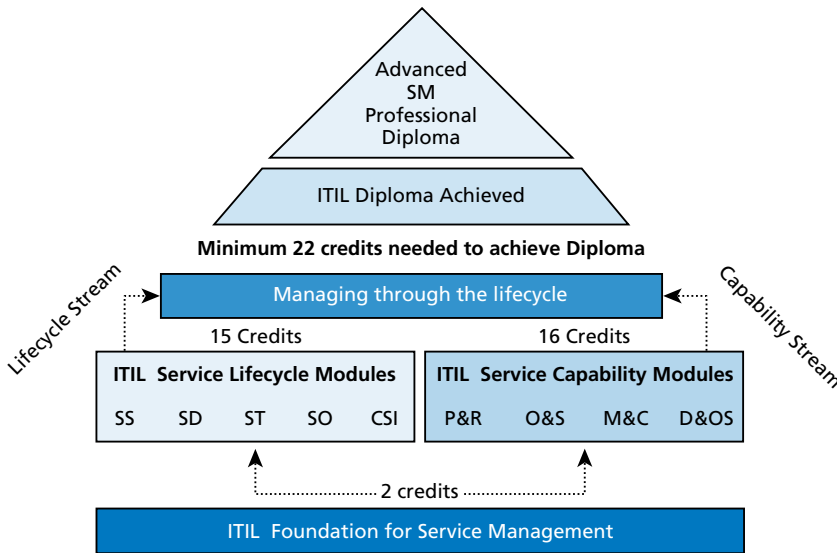 Advanced
SM
Professional
Diploma
ITIL Diploma Achieved
Minimum 22 credits needed to achieve Diploma
Lifecycle Stream
Managing through the lifecycle
Capability Stream
15 Credits
16 Credits
ITIL Service Lifecycle Modules
SS SD ST SO CSI
ITIL Service Capability Modules
P&R O&S M&C D&OS
2 credits
ITIL Foundation for Service Management